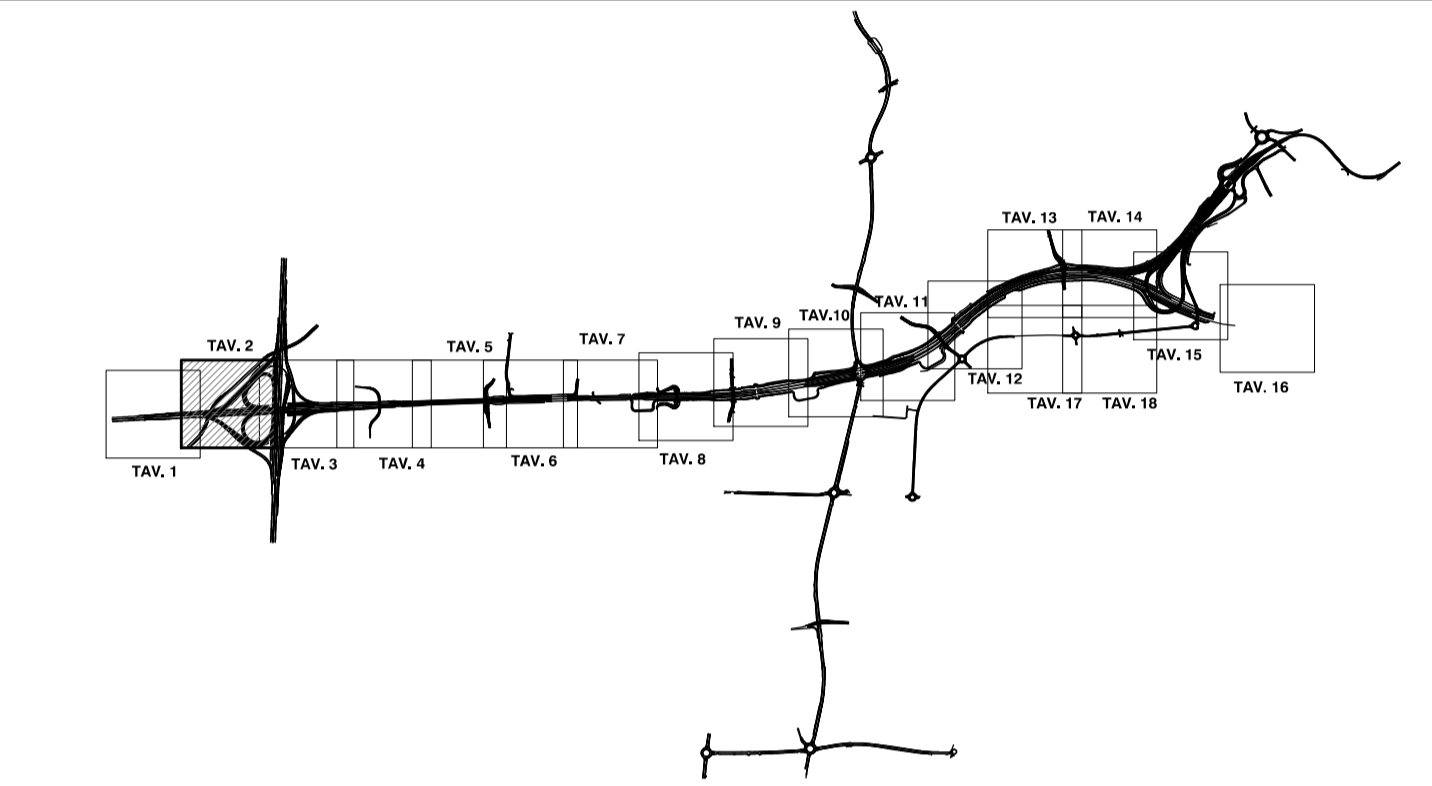 TAV. 13
TAV. 14
TAV. 11
TAV.10
TAV. 9
TAV. 7
TAV. 5
TAV. 2
TAV. 15
TAV. 12
TAV. 16
TAV. 17
TAV. 18
TAV. 8
TAV. 6
TAV. 4
TAV. 3
TAV. 1